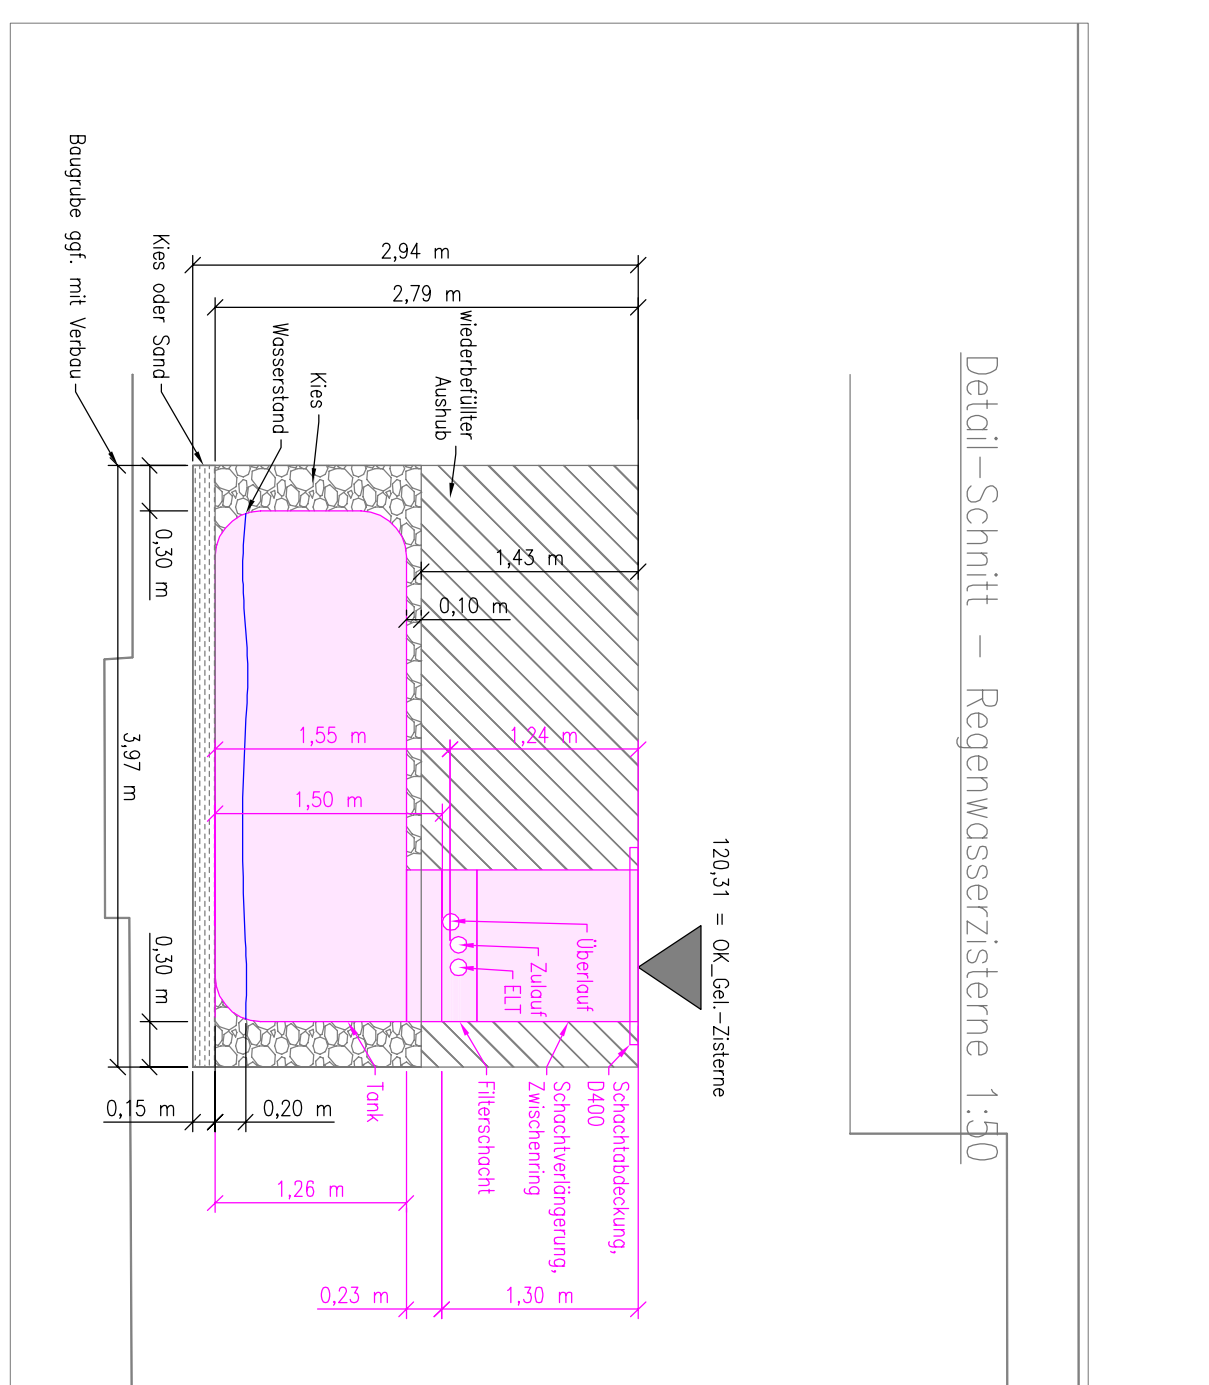 Detail-Schnitt - Regenwasserzisterne 1:50
120,31 = OK_Gel.-Zisterne
2,94 m
2,79 m
wiederbefüllter
Aushub
Kies
Wasserstand
Kies oder Sand
Baugrube ggf. mit Verbau
1,43 m
0,10 m
0,30 m
1,55 m
1,24 m
1,50 m
3,97 m
Überlauf
Zulauf
ELT
0,30 m
Schachtabdeckung,
D400
Schachtverlängerung,
Zwischenring
Filterschacht
Tank
0,15 m
0,20 m
1,26 m
0,23 m
1,30 m